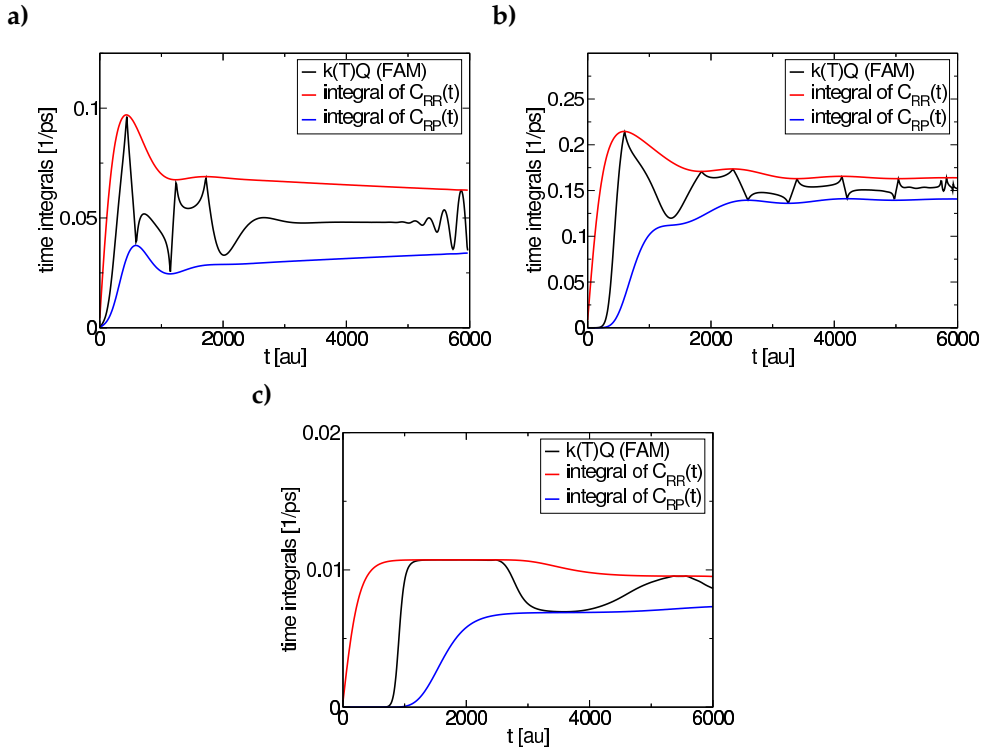 a)
k(T)Q (FAM)
integral of C_RR(t)
integral of C_RP(t)
time integrals [1/ps]
0.1
0.05
0
0 2000 4000 6000
t [au]
b)
k(T)Q (FAM)
integral of C_RR(t)
integral of C_RP(t)
time integrals [1/ps]
0.25
0.2
0.15
0.1
0.05
0
0 2000 4000 6000
t [au]
c)
k(T)Q (FAM)
integral of C_RR(t)
integral of C_RP(t)
time integrals [1/ps]
0.02
0.01
0
0 2000 4000 6000
t [au]